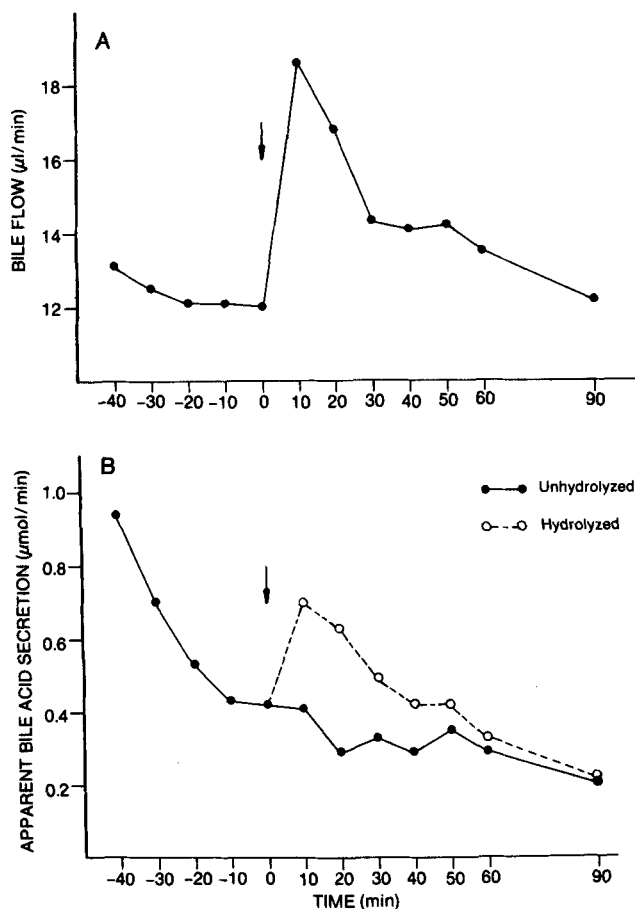 A
BILE FLOW (µl/min)
18
16
14
12
-40 -30 -20 -10 0 10 20 30 40 50 60 90
B
APPARENT BILE ACID SECRETION (µmol/min)
Unhydrolyzed
Hydrolyzed
1.0
0.8
0.6
0.4
0.2
-40 -30 -20 -10 0 10 20 30 40 50 60 90
TIME (min)